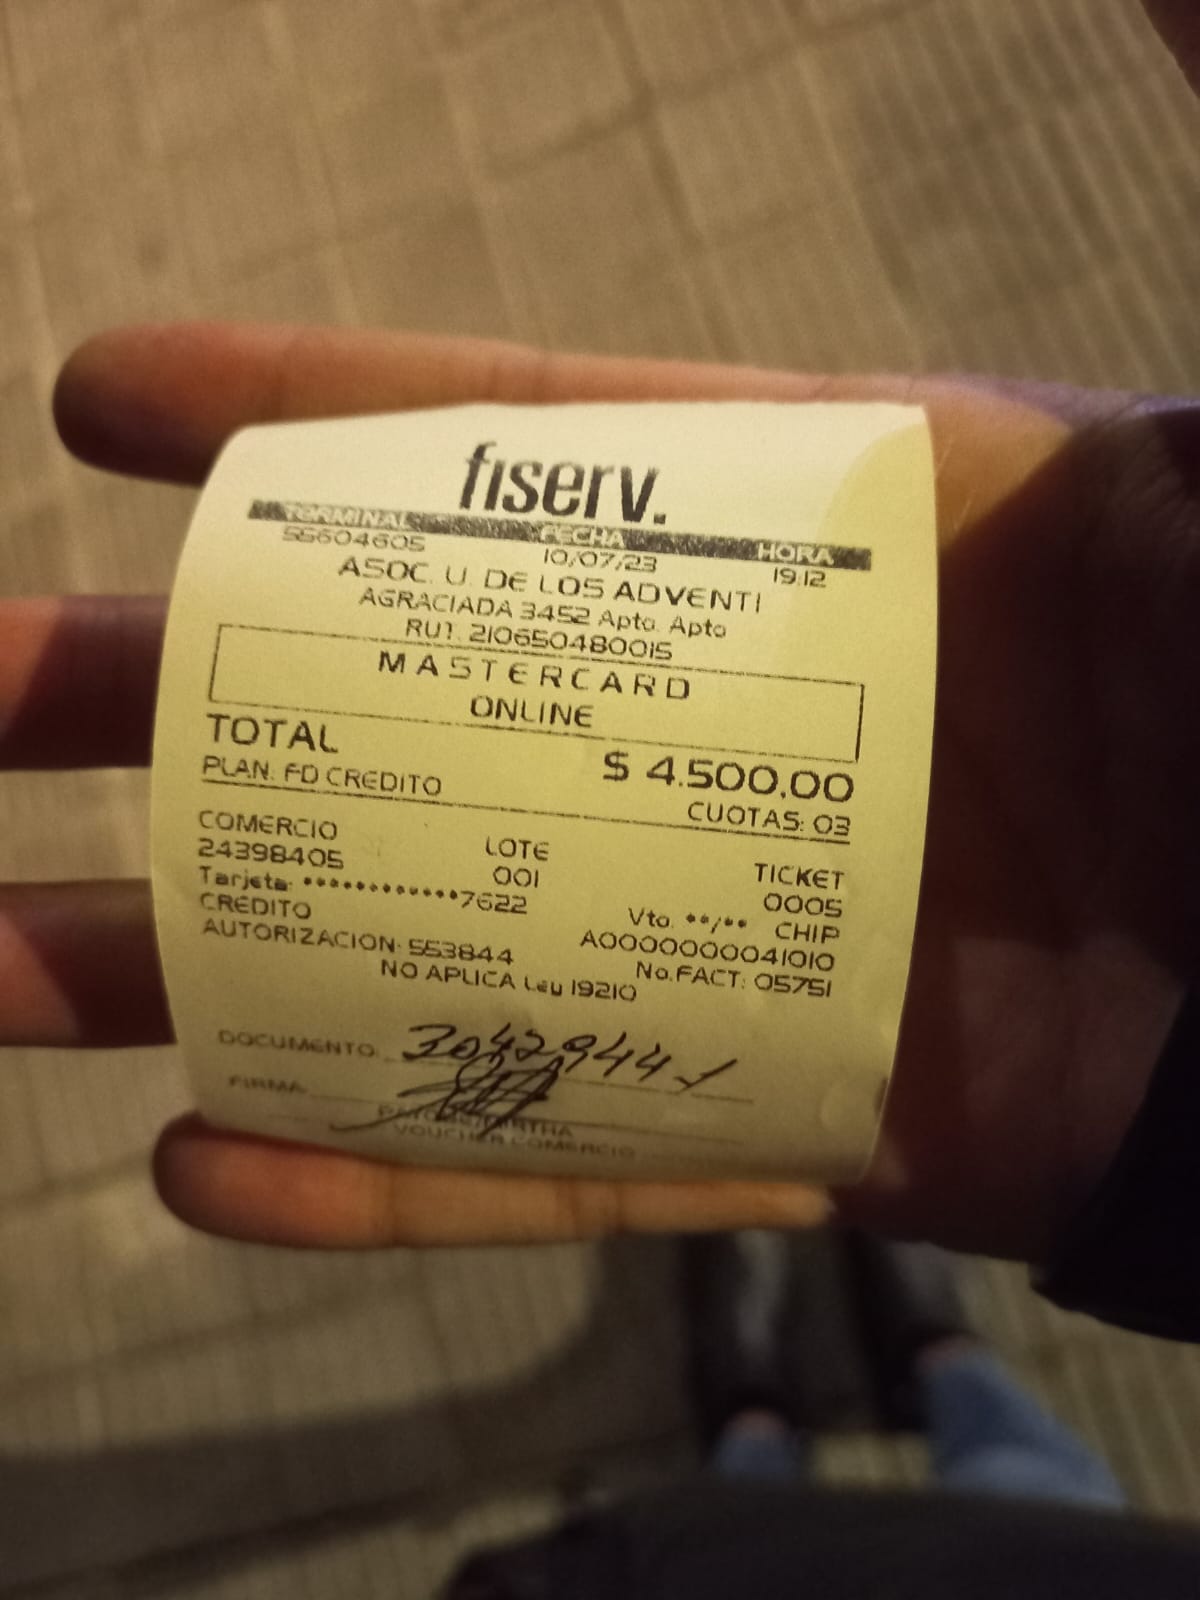 fiserv.
TERMINAL FECHA HORA
55604605 10/07/23 19:12
ASOC. U. DE LOS ADVENTI
AGRACIADA 3452 Apto. Apto
RUT. 210650480015
MASTERCARD
ONLINE
TOTAL $ 4.500,00
PLAN: FD CREDITO CUOTAS: 03
COMERCIO LOTE TICKET
24398405 001 0005
Tarjeta: ************7622 Vto. **/** CHIP
CREDITO A0000000041010
AUTORIZACION: 553844 No.FACT: 05751
NO APLICA Ley 19210
DOCUMENTO: 3042944-1
FIRMA
VOUCHER COMERCIO